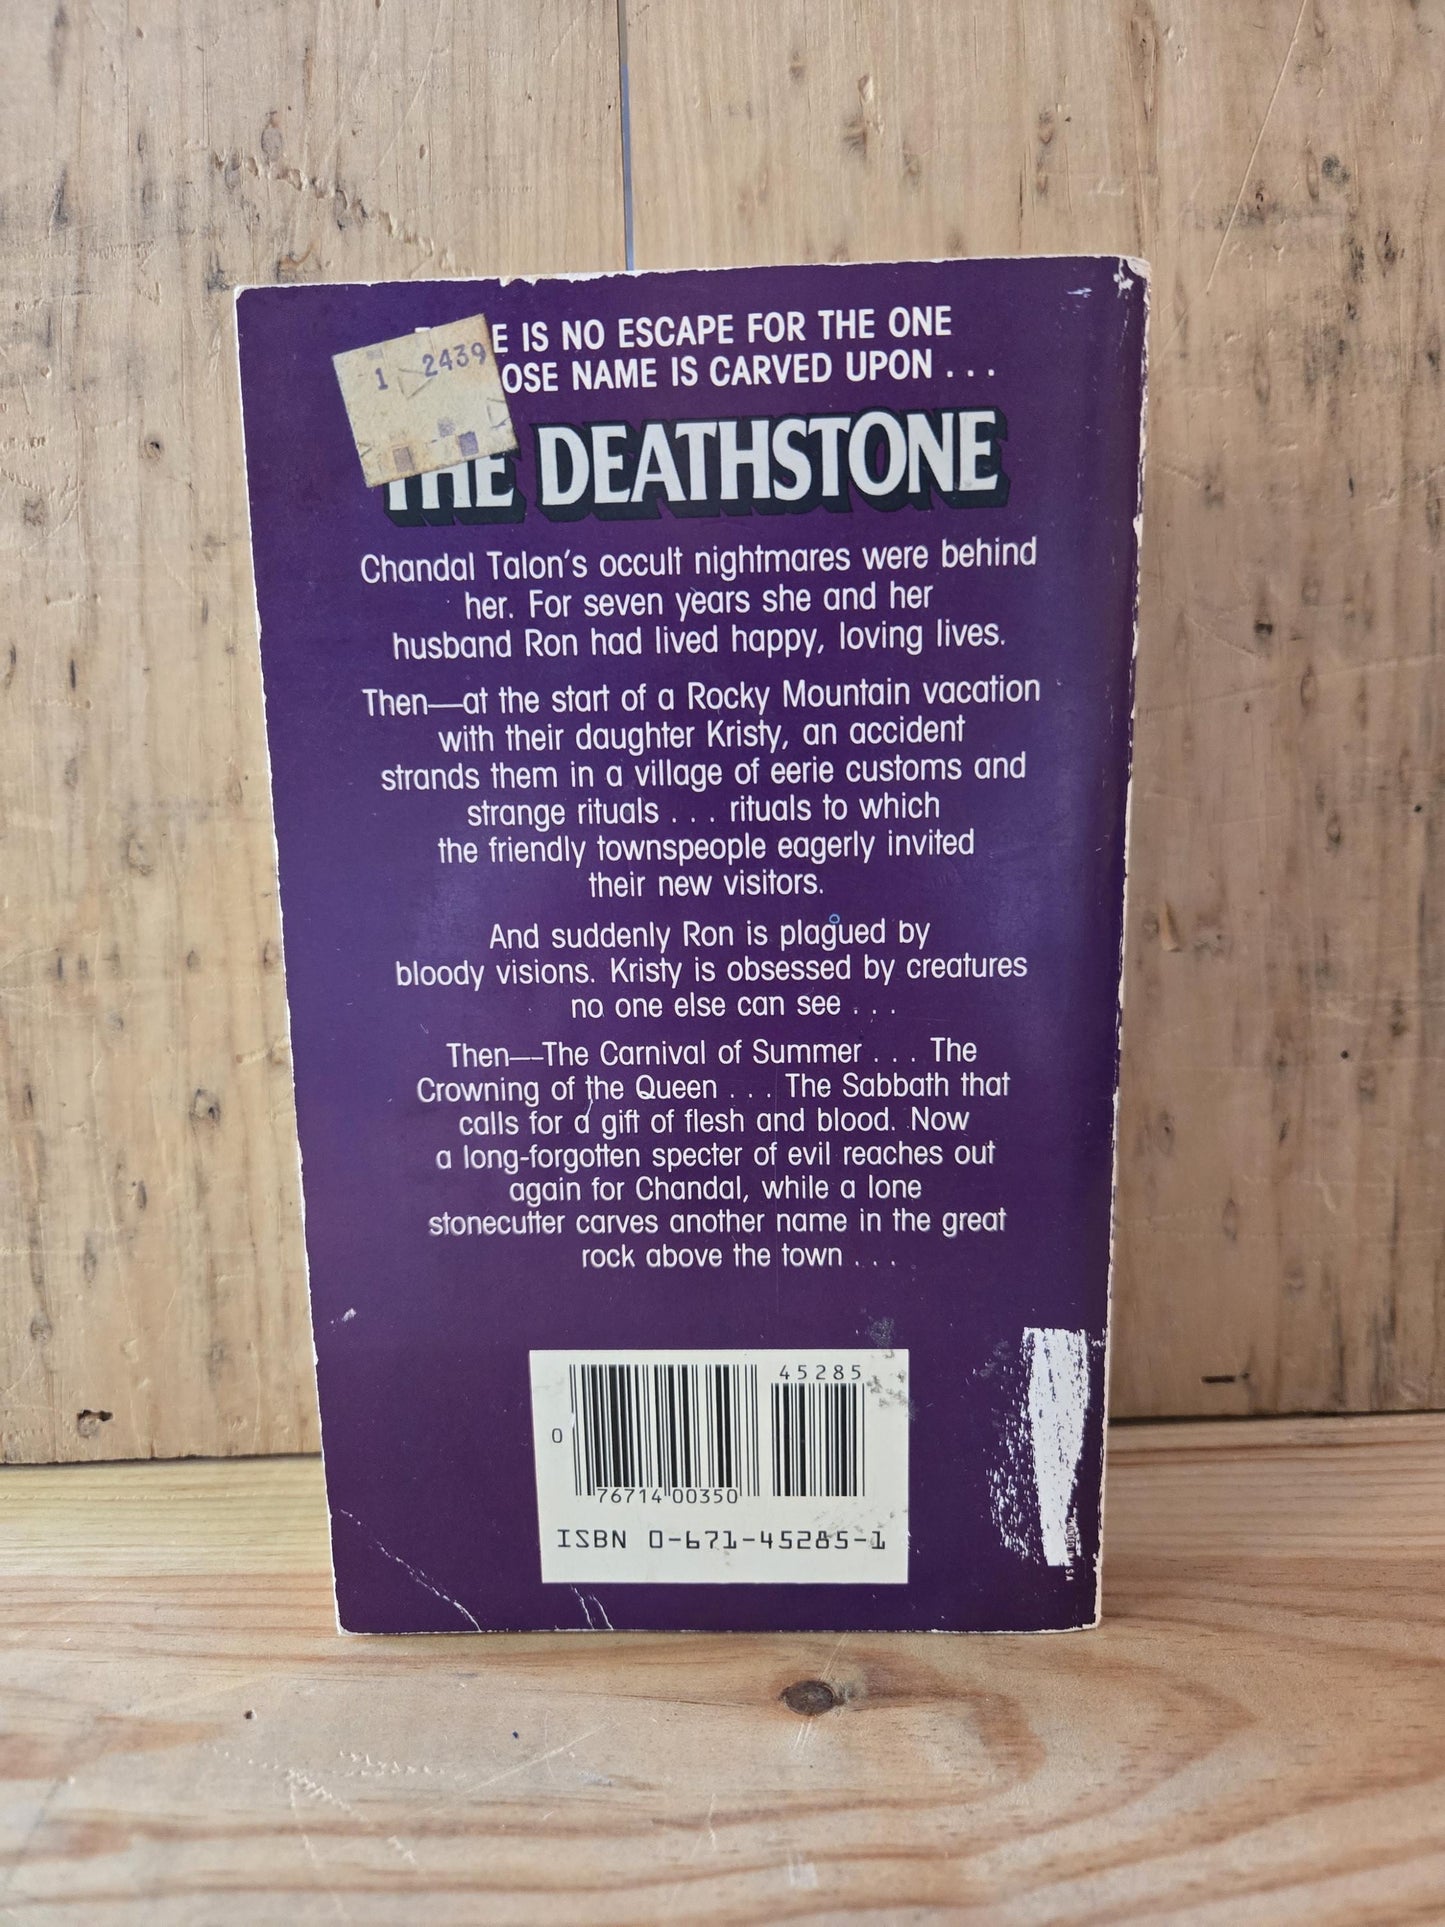 1 2439
E IS NO ESCAPE FOR THE ONE
OSE NAME IS CARVED UPON . . .
THE DEATHSTONE
Chandal Talon's occult nightmares were behind
her. For seven years she and her
husband Ron had lived happy, loving lives.
Then—at the start of a Rocky Mountain vacation
with their daughter Kristy, an accident
strands them in a village of eerie customs and
strange rituals . . . rituals to which
the friendly townspeople eagerly invited
their new visitors.
And suddenly Ron is plagued by
bloody visions. Kristy is obsessed by creatures
no one else can see . . .
Then—The Carnival of Summer . . . The
Crowning of the Queen . . . The Sabbath that
calls for a gift of flesh and blood. Now
a long-forgotten specter of evil reaches out
again for Chandal, while a lone
stonecutter carves another name in the great
rock above the town . . .
45285
0 76714 00350
ISBN 0-671-45285-1